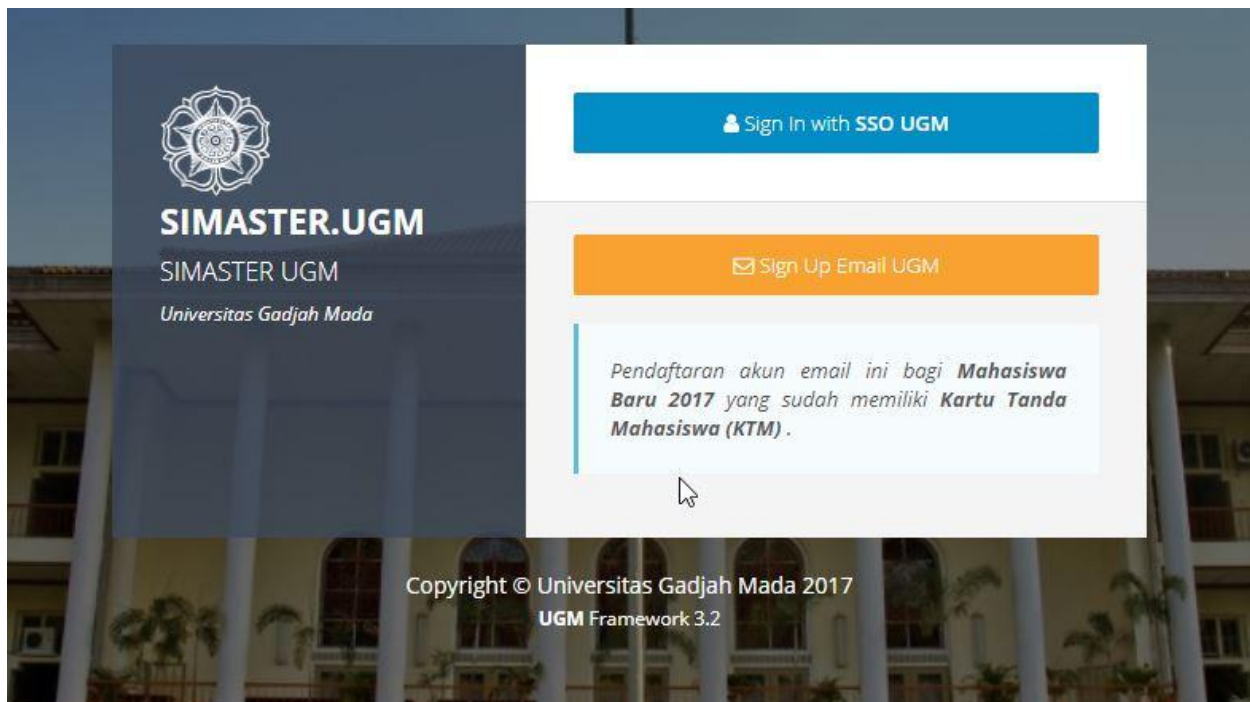 SIMASTER.UGM
SIMASTER UGM
Universitas Gadjah Mada
Sign In with SSO UGM
Sign Up Email UGM
Pendaftaran akun email ini bagi Mahasiswa
Baru 2017 yang sudah memiliki Kartu Tanda
Mahasiswa (KTM) .
Copyright © Universitas Gadjah Mada 2017
UGM Framework 3.2